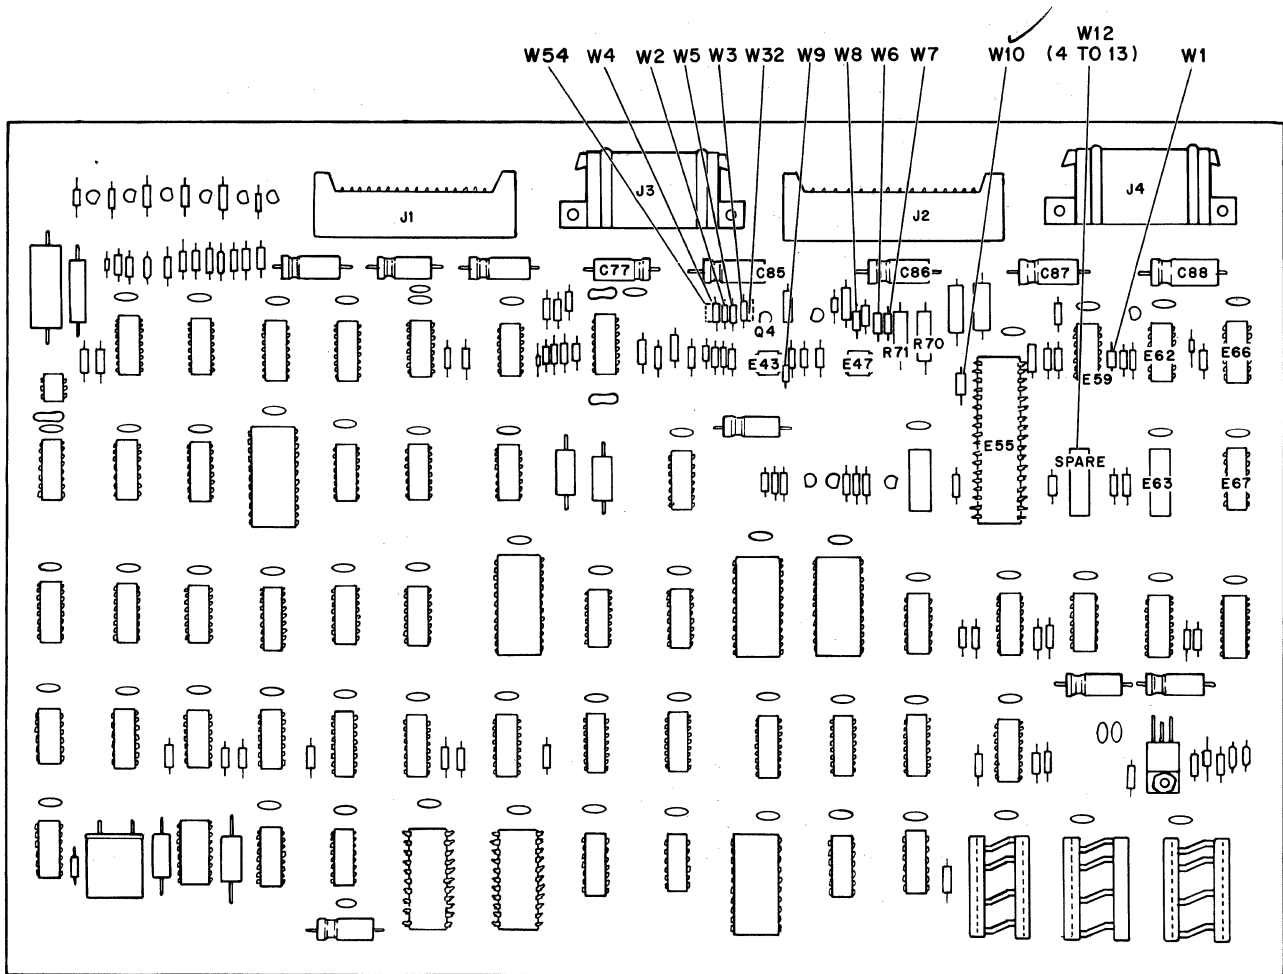 W54 W4 W2 W5 W3 W32 W9 W8 W6 W7 W10 W12 W1
(4 TO 13)
J3 J4
J1 J2
C77 C85 C86 C87 C88
Q4
R71 R70
E43 E47 E59 E62 E66
E55 SPARE
E63 E67